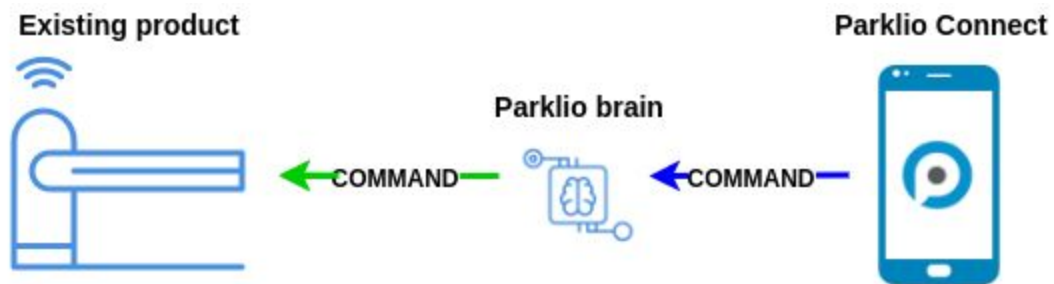 Existing product
Parklio Connect
Parklio brain
COMMAND
COMMAND